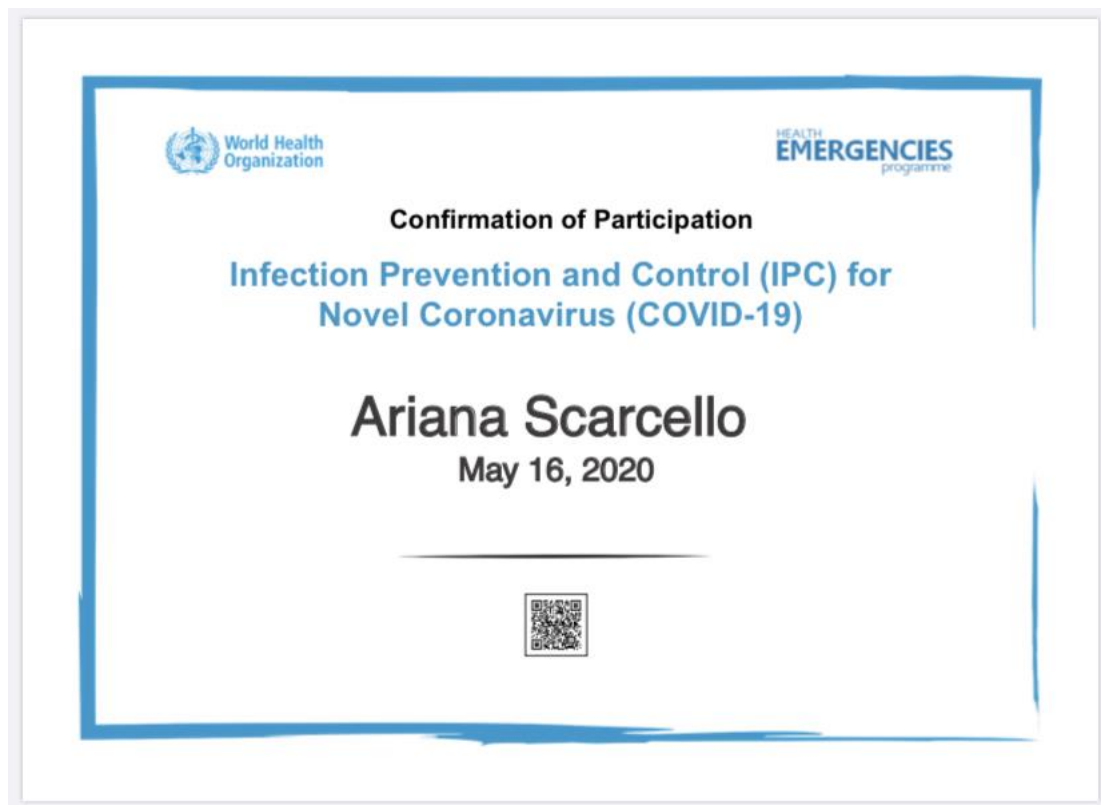 World Health
Organization
HEALTH
EMERGENCIES
programme
Confirmation of Participation
Infection Prevention and Control (IPC) for
Novel Coronavirus (COVID-19)
Ariana Scarcello
May 16, 2020